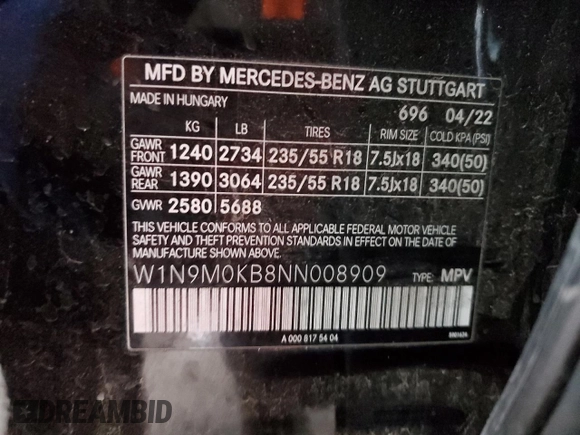 MFD BY MERCEDES-BENZ AG STUTTGART
MADE IN HUNGARY 696 04/22
KG LB TIRES RIM SIZE COLD KPA (PSI)
GAWR FRONT 1240 2734 235/55 R18 7.5Jx18 340(50)
GAWR REAR 1390 3064 235/55 R18 7.5Jx18 340(50)
GWR 2580 5688
THIS VEHICLE CONFORMS TO ALL APPLICABLE FEDERAL MOTOR VEHICLE
SAFETY AND THEFT PREVENTION STANDARDS IN EFFECT ON THE DATE OF
MANUFACTURE SHOWN ABOVE.
W1N9M0KB8NN008909 TYPE: MPV
A 000 817 54 04
DREAMBID